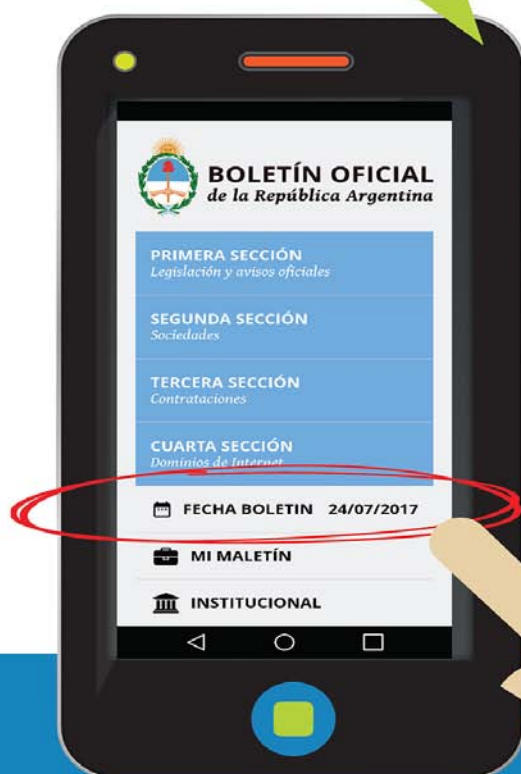 BOLETÍN OFICIAL
de la República Argentina
PRIMERA SECCIÓN
Legislación y avisos oficiales
SEGUNDA SECCIÓN
Sociedades
TERCERA SECCIÓN
Contrataciones
CUARTA SECCIÓN
Dominios de Internet
FECHA BOLETIN 24/07/2017
MI MALETÍN
INSTITUCIONAL